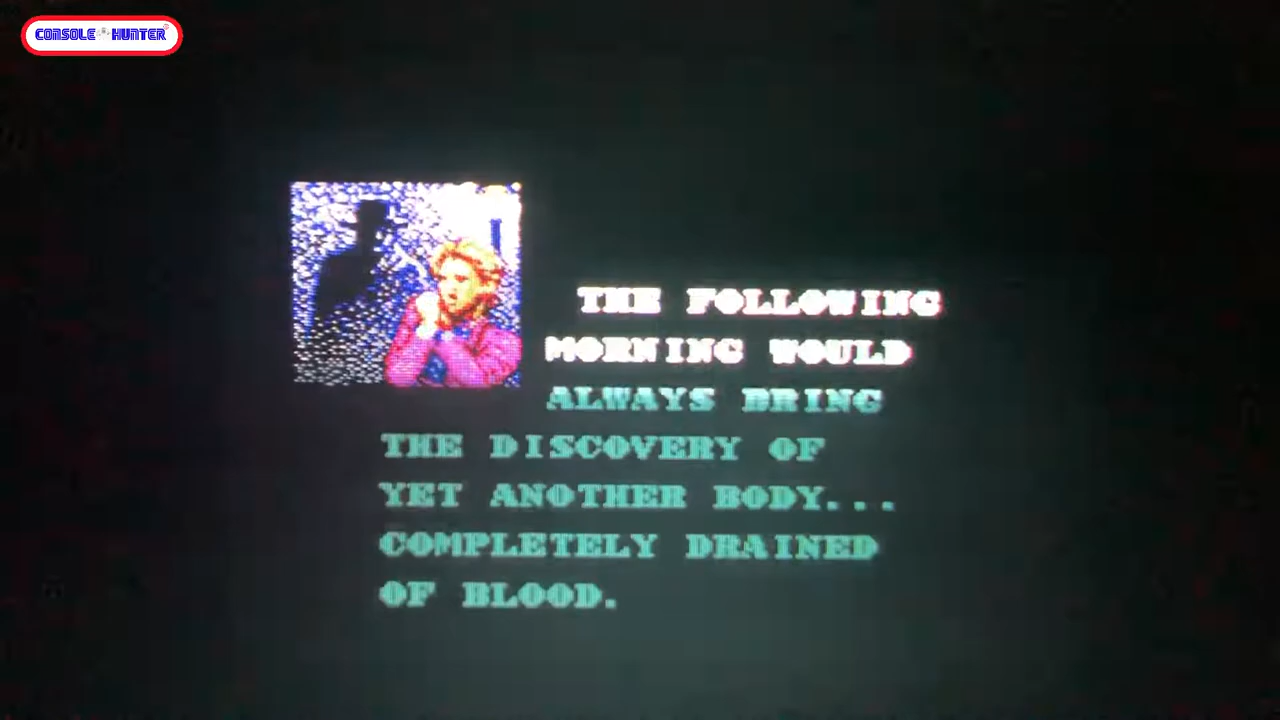 CONSOLE HUNTER
THE FOLLOWING
MORNING WOULD
ALWAYS BRING
THE DISCOVERY OF
YET ANOTHER BODY...
COMPLETELY DRAINED
OF BLOOD.